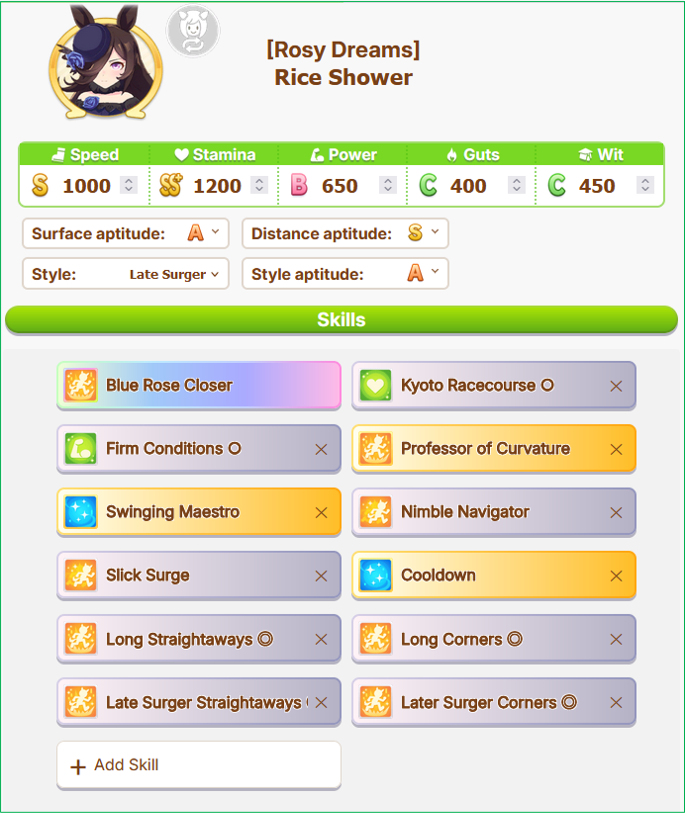 [Rosy Dreams]
Rice Shower
Speed Stamina Power Guts Wit
S 1000 SS+ 1200 B 650 C 400 C 450
Surface aptitude: A Distance aptitude: S
Style: Late Surger Style aptitude: A
Skills
Blue Rose Closer Kyoto Racecourse ○
Firm Conditions ○ Professor of Curvature
Swinging Maestro Nimble Navigator
Slick Surge Cooldown
Long Straightaways ◎ Long Corners ◎
Late Surger Straightaways Later Surger Corners ◎
+ Add Skill